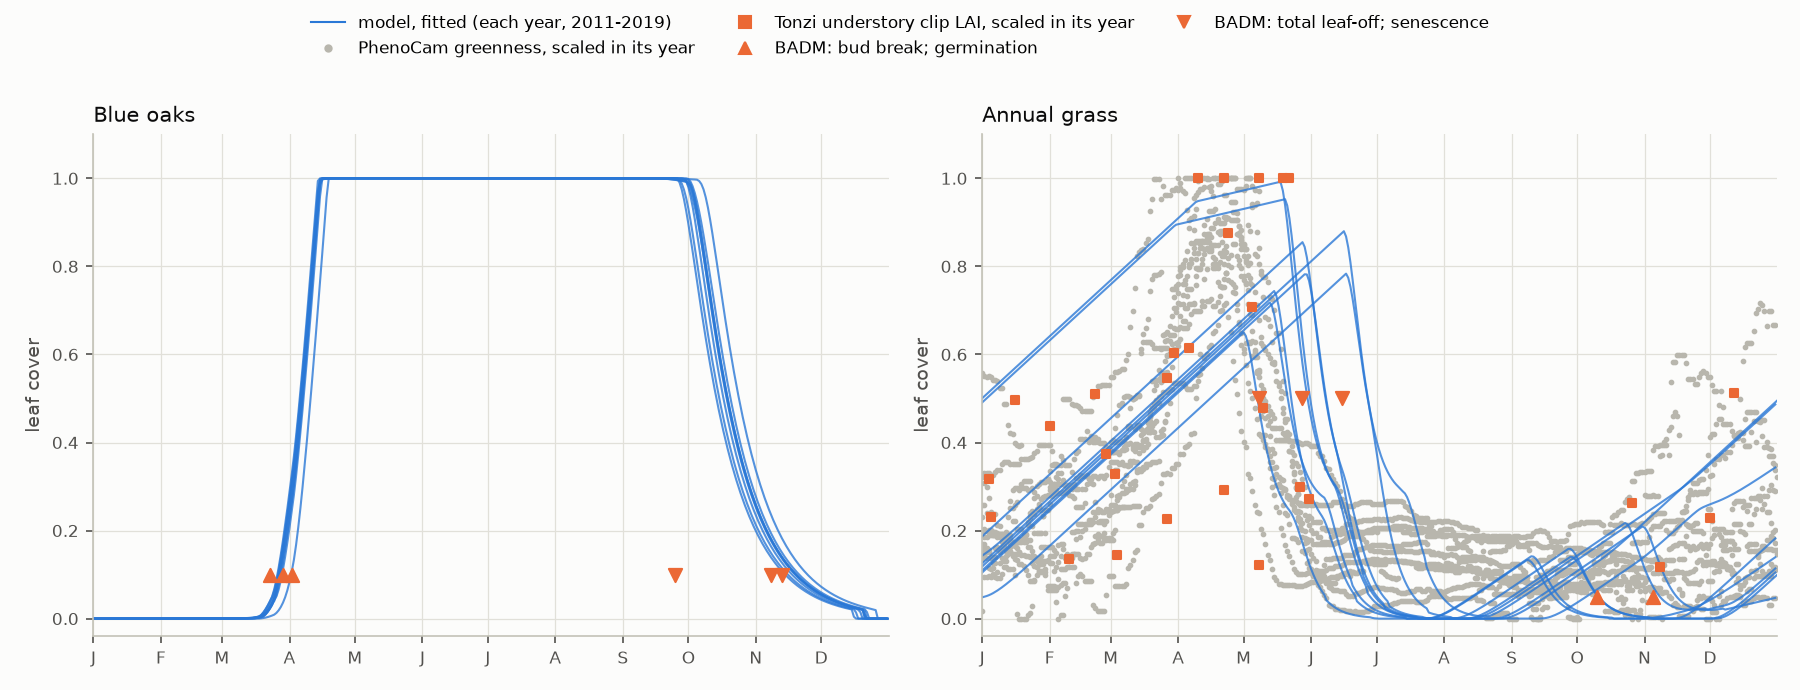 model, fitted (each year, 2011-2019)
PhenoCam greenness, scaled in its year
Tonzi understory clip LAI, scaled in its year
BADM: bud break; germination
BADM: total leaf-off; senescence
Blue oaks
leaf cover
1.0
0.8
0.6
0.4
0.2
0.0
J F M A M J J A S O N D
Annual grass
leaf cover
1.0
0.8
0.6
0.4
0.2
0.0
J F M A M J J A S O N D